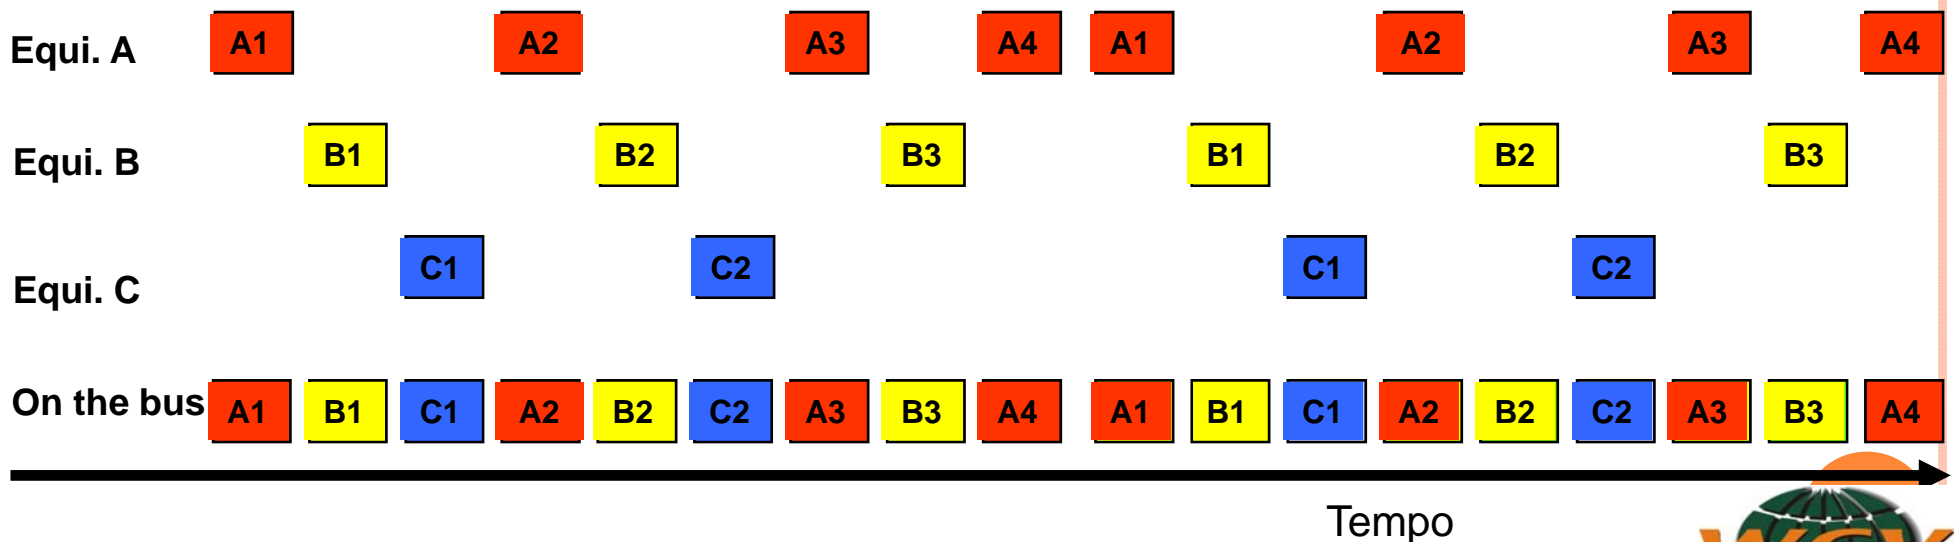 Equi. A A1 A2 A3 A4 A1 A2 A3 A4
Equi. B B1 B2 B3 B1 B2 B3
Equi. C C1 C2 C1 C2
On the bus A1 B1 C1 A2 B2 C2 A3 B3 A4 A1 B1 C1 A2 B2 C2 A3 B3 A4
Tempo